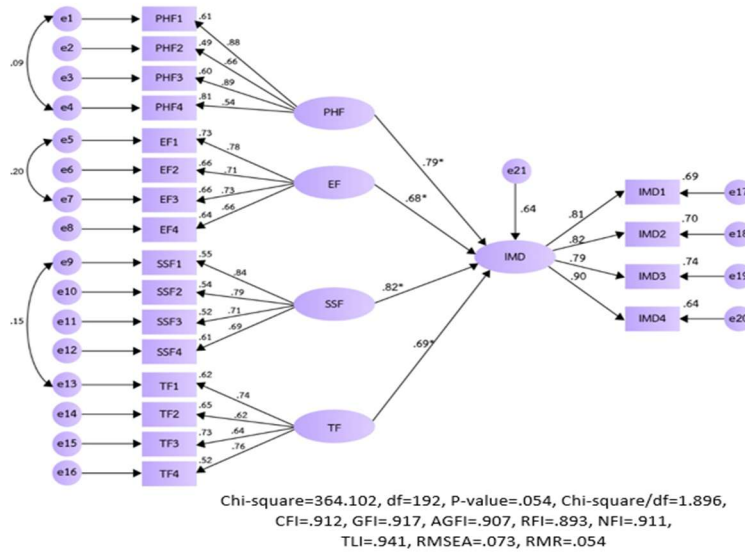 e1 PHF1 .61
e2 PHF2 .49
e3 PHF3 .60
e4 PHF4 .81
.09
.88
.66
.89
.54
PHF
e5 EF1 .73
e6 EF2 .66
e7 EF3 .66
e8 EF4 .64
.20
.78
.71
.73
.66
EF
e9 SSF1 .55
e10 SSF2 .54
e11 SSF3 .52
e12 SSF4 .61
.15
.84
.79
.71
.69
SSF
e13 TF1 .62
e14 TF2 .65
e15 TF3 .73
e16 TF4 .52
.74
.62
.64
.76
TF
.79*
.68*
.82*
.69*
e21
.64
IMD
.81
.82
.79
.90
IMD1 .69 e17
IMD2 .70 e18
IMD3 .74 e19
IMD4 .64 e20
Chi-square=364.102, df=192, P-value=.054, Chi-square/df=1.896,
CFI=.912, GFI=.917, AGFI=.907, RFI=.893, NFI=.911,
TLI=.941, RMSEA=.073, RMR=.054